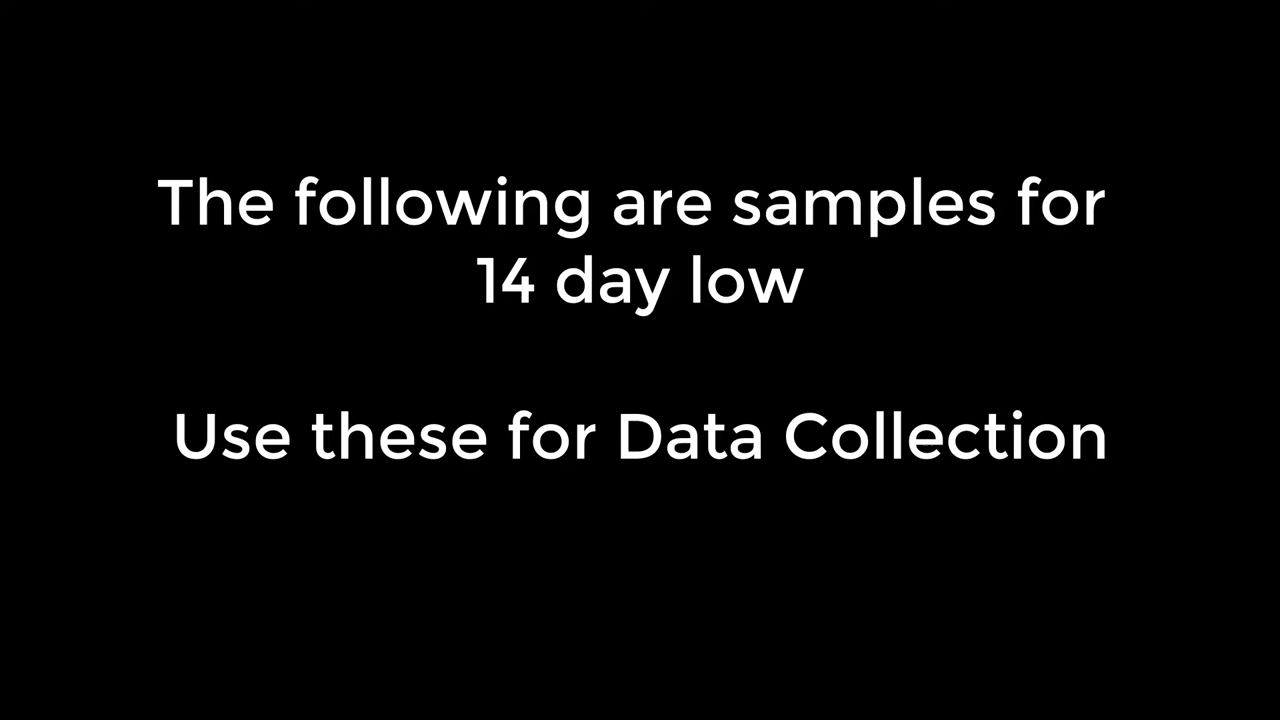 The following are samples for
14 day low
Use these for Data Collection